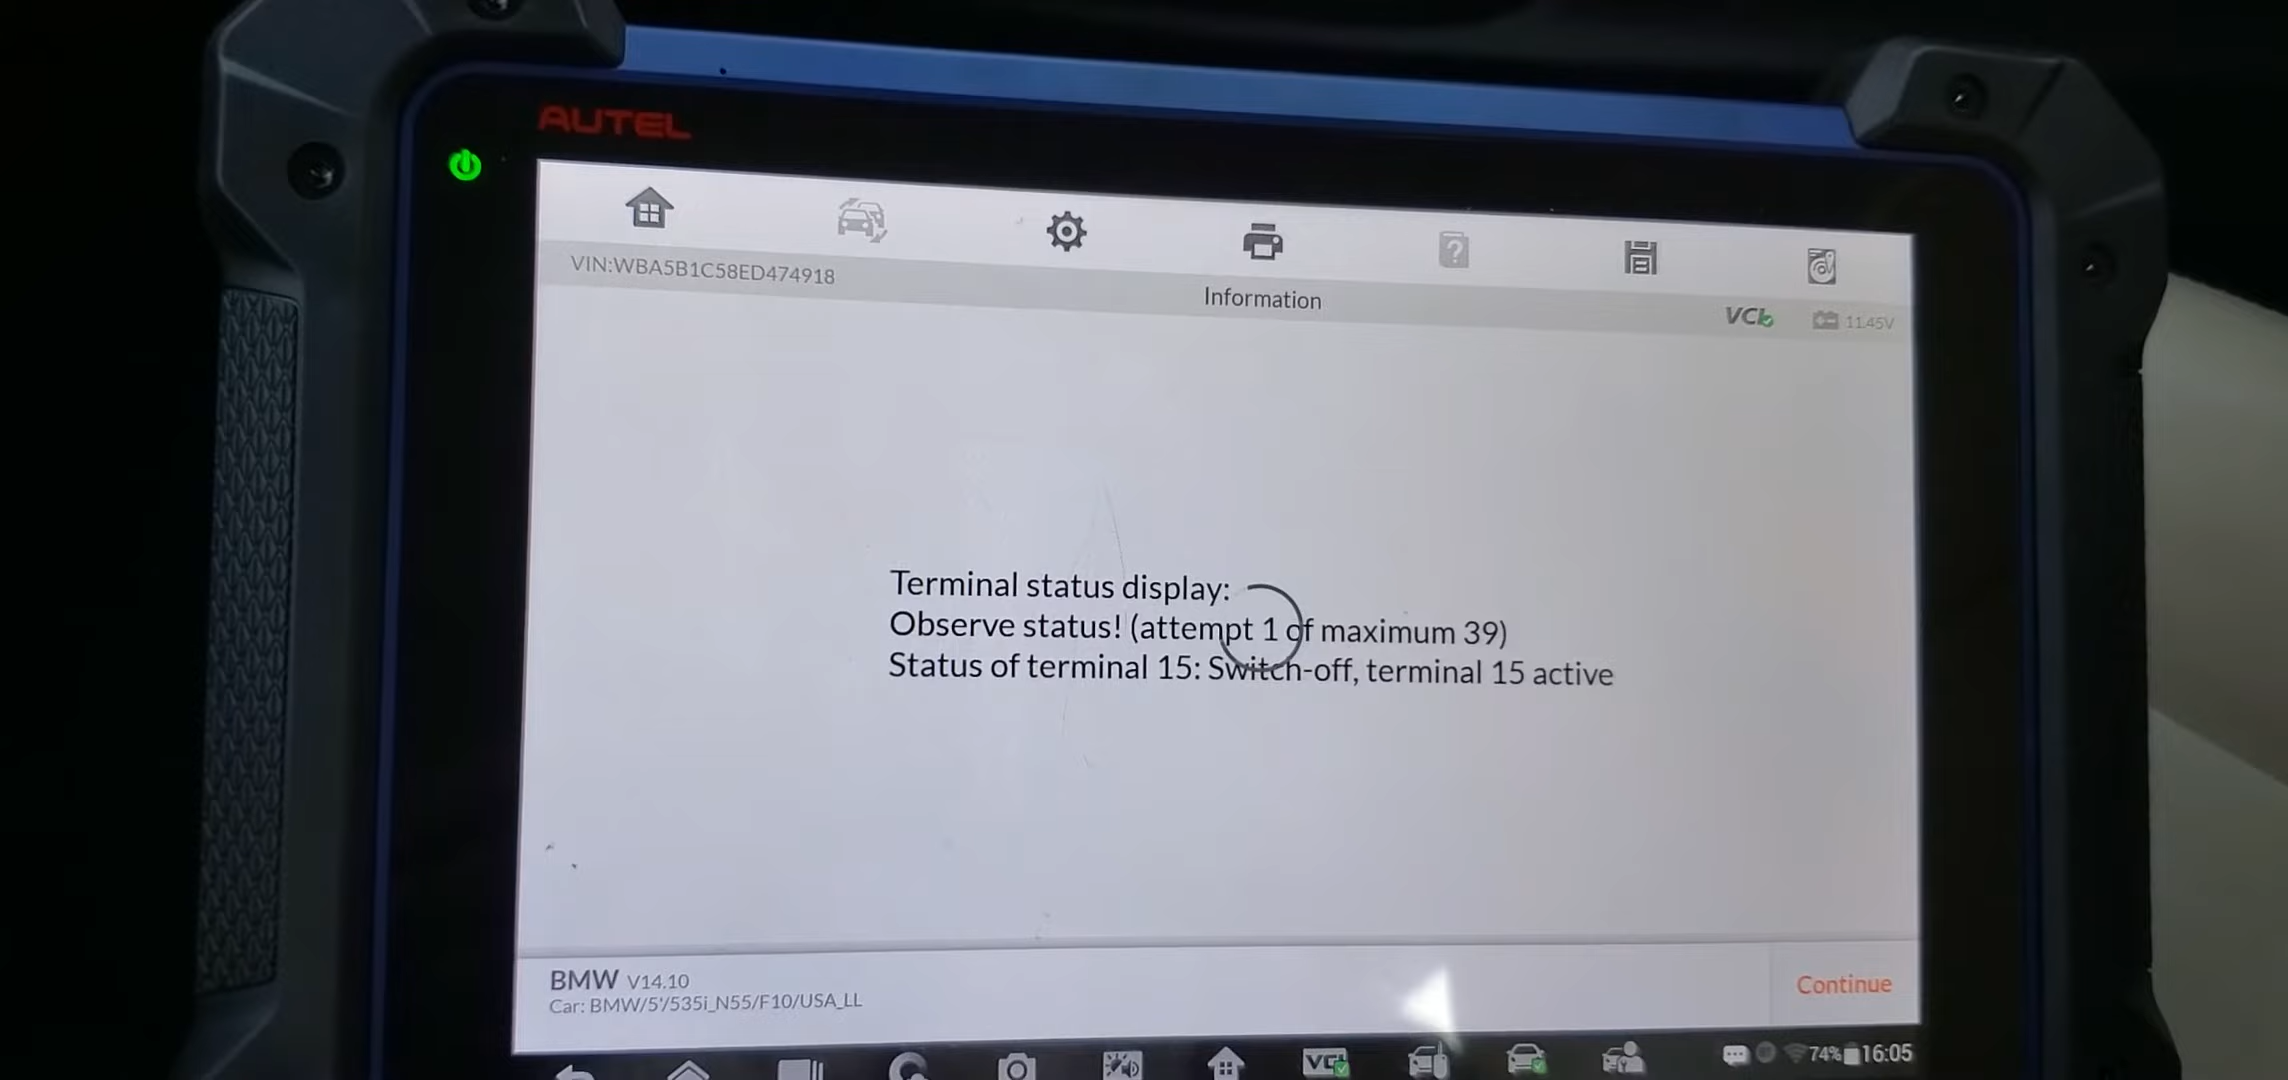 AUTEL
VIN:WBA5B1C58ED474918
Information
VCI
11.45V
Terminal status display:
Observe status! (attempt 1 of maximum 39)
Status of terminal 15: Switch-off, terminal 15 active
BMW V14.10
Car: BMW/5'/535i_N55/F10/USA_LL
Continue
VCI
74%
16:05